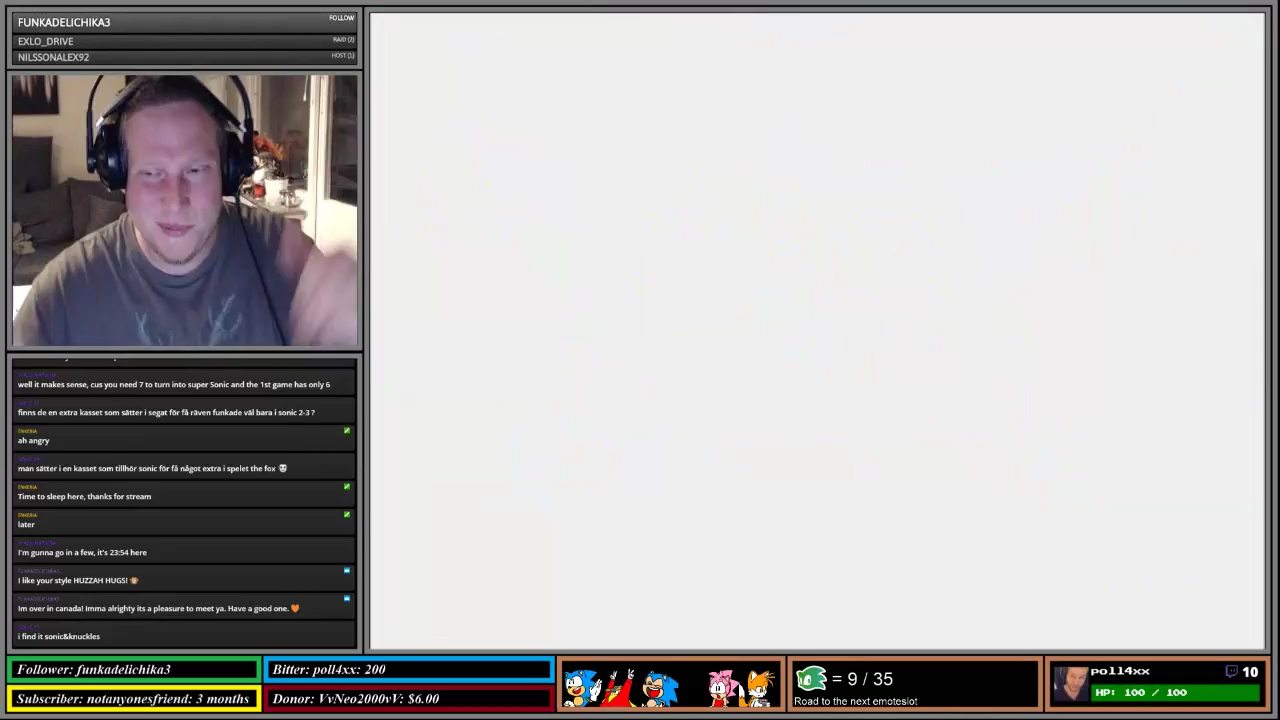 FUNKADELICHIKA3
FOLLOW
EXLO_DRIVE
RAID (2)
NILSSONALEX92
HOST (1)
well it makes sense, cus you need 7 to turn into super Sonic and the 1st game has only 6
finns de en extra kasset som sätter i segat för få räven funkade väl bara i sonic 2-3 ?
ENKERIA
ah angry
man sätter i en kasset som tillhör sonic för få något extra i spelet the fox
ENKERIA
Time to sleep here, thanks for stream
ENKERIA
later
I'm gunna go in a few, it's 23:54 here
I like your style HUZZAH HUGS!
Im over in canada! Imma alrighty its a pleasure to meet ya. Have a good one.
i find it sonic&knuckles
Follower: funkadelichika3
Bitter: poll4xx: 200
Subscriber: notanyonesfriend: 3 months
Donor: VvNeo2000vV: $6.00
= 9 / 35
Road to the next emoteslot
poll4xx
10
HP: 100 / 100